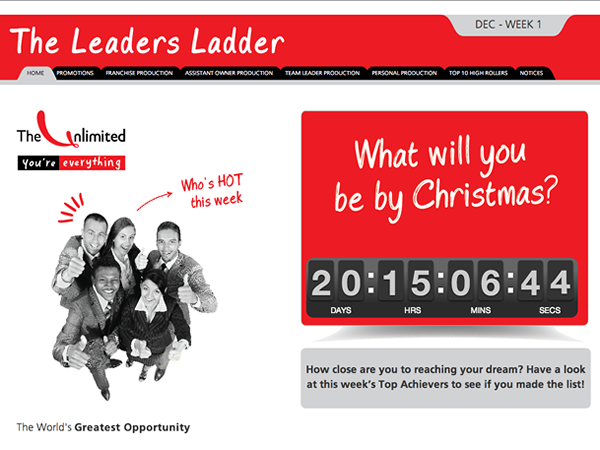 The Leaders Ladder
DEC - WEEK 1
HOME
PROMOTIONS
FRANCHISE PRODUCTION
ASSISTANT OWNER PRODUCTION
TEAM LEADER PRODUCTION
PERSONAL PRODUCTION
TOP 10 HIGH ROLLERS
NOTICES
The Unlimited
You're everything
Who's HOT
this week
What will you
be by Christmas?
20:15:06:44
DAYS HRS MINS SECS
How close are you to reaching your dream? Have a look
at this week's Top Achievers to see if you made the list!
The World's Greatest Opportunity